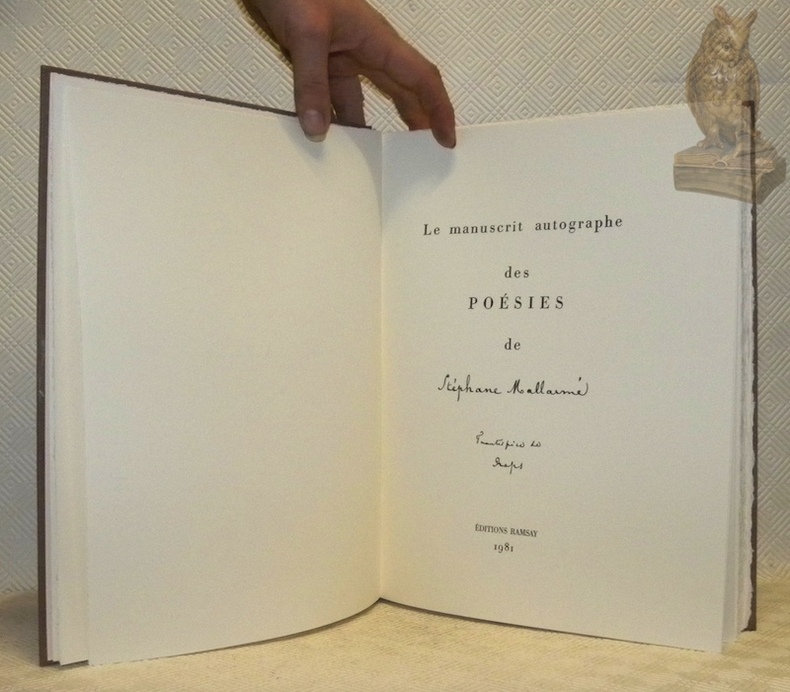 Le manuscrit autographe
des
POÉSIES
de
Stéphane Mallarmé
Frontispice de
Rops
ÉDITIONS RAMSAY
1981